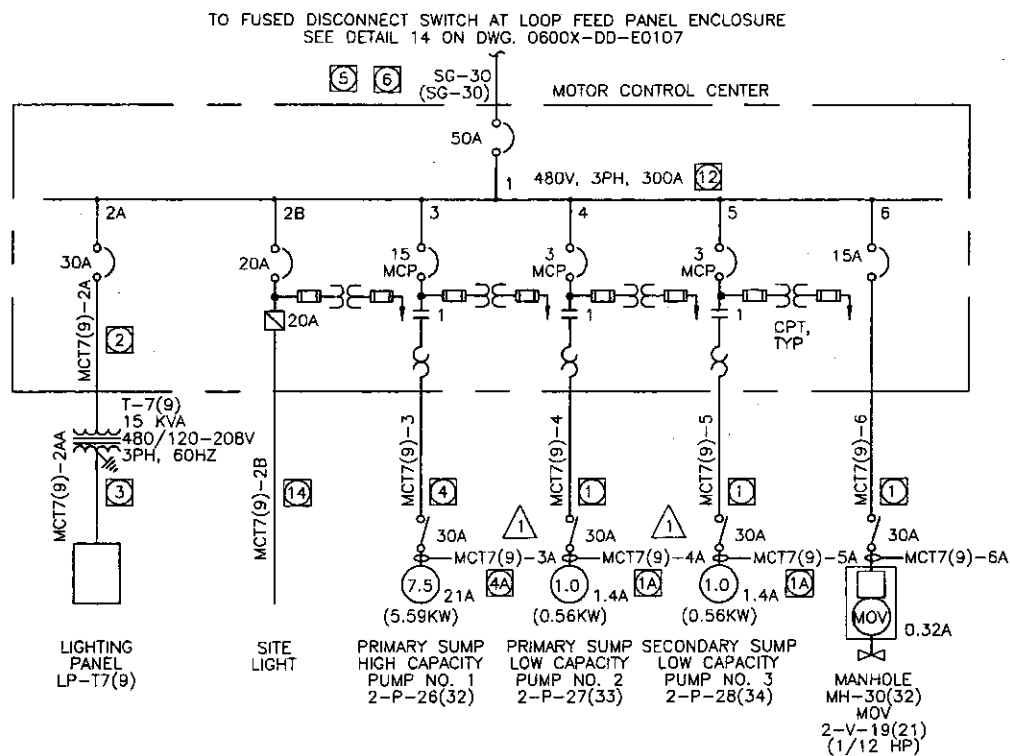 TO FUSED DISCONNECT SWITCH AT LOOP FEED PANEL ENCLOSURE
SEE DETAIL 14 ON DWG. 0600X-DD-E0107
5 6 SG-30
(SG-30)
MOTOR CONTROL CENTER
50A
1 480V, 3PH, 300A 12
2A 2B 3 4 5 6
30A 20A 15 MCP 3 MCP 3 MCP 15A
20A 1 1 1
CPT,
TYP
MCT7(9)-2A
2
T-7(9)
15 KVA
480/120-208V
3PH, 60HZ
MCT7(9)-2AA
3
MCT7(9)-2B
14
MCT7(9)-3
4
MCT7(9)-4
1
MCT7(9)-5
1
MCT7(9)-6
1
1 1
30A 30A 30A 30A
MCT7(9)-3A MCT7(9)-4A MCT7(9)-5A MCT7(9)-6A
4A 1A 1A
7.5 21A 1.0 1.4A 1.0 1.4A MOV 0.32A
(5.59KW) (0.56KW) (0.56KW)
LIGHTING
PANEL
LP-T7(9)
SITE
LIGHT
PRIMARY SUMP
HIGH CAPACITY
PUMP NO. 1
2-P-26(32)
PRIMARY SUMP
LOW CAPACITY
PUMP NO. 2
2-P-27(33)
SECONDARY SUMP
LOW CAPACITY
PUMP NO. 3
2-P-28(34)
MANHOLE
MH-30(32)
MOV
2-V-19(21)
(1/12 HP)